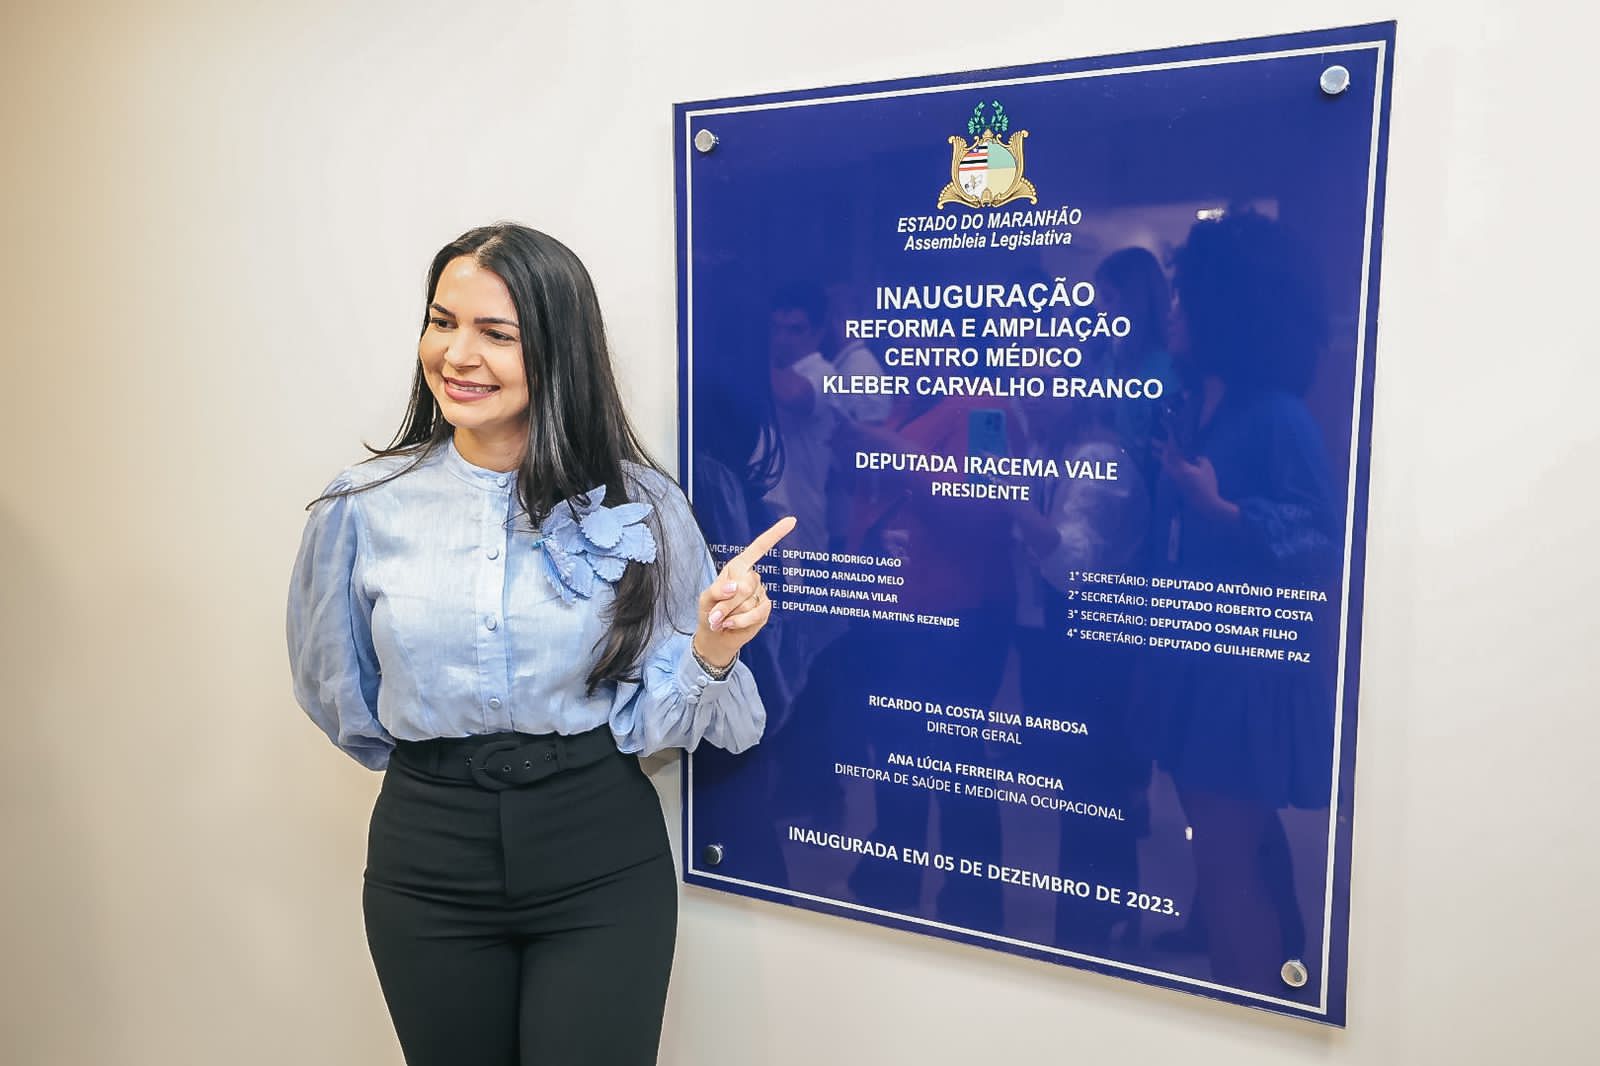 ESTADO DO MARANHÃO
Assembleia Legislativa
INAUGURAÇÃO
REFORMA E AMPLIAÇÃO
CENTRO MÉDICO
KLEBER CARVALHO BRANCO
DEPUTADA IRACEMA VALE
PRESIDENTE
DEPUTADO RODRIGO LAGO
DEPUTADO ARNALDO MELO
DEPUTADA FABIANA VILAR
DEPUTADA ANDREIA MARTINS REZENDE
1° SECRETÁRIO: DEPUTADO ANTÔNIO PEREIRA
2° SECRETÁRIO: DEPUTADO ROBERTO COSTA
3° SECRETÁRIO: DEPUTADO OSMAR FILHO
4° SECRETÁRIO: DEPUTADO GUILHERME PAZ
RICARDO DA COSTA SILVA BARBOSA
DIRETOR GERAL
ANA LÚCIA FERREIRA ROCHA
DIRETORA DE SAÚDE E MEDICINA OCUPACIONAL
INAUGURADA EM 05 DE DEZEMBRO DE 2023.